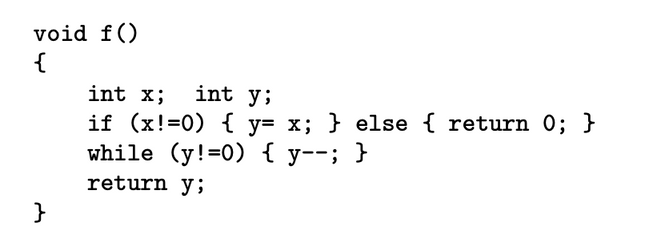 void f()
{
    int x;  int y;
    if (x!=0) { y= x; } else { return 0; }
    while (y!=0) { y--; }
    return y;
}